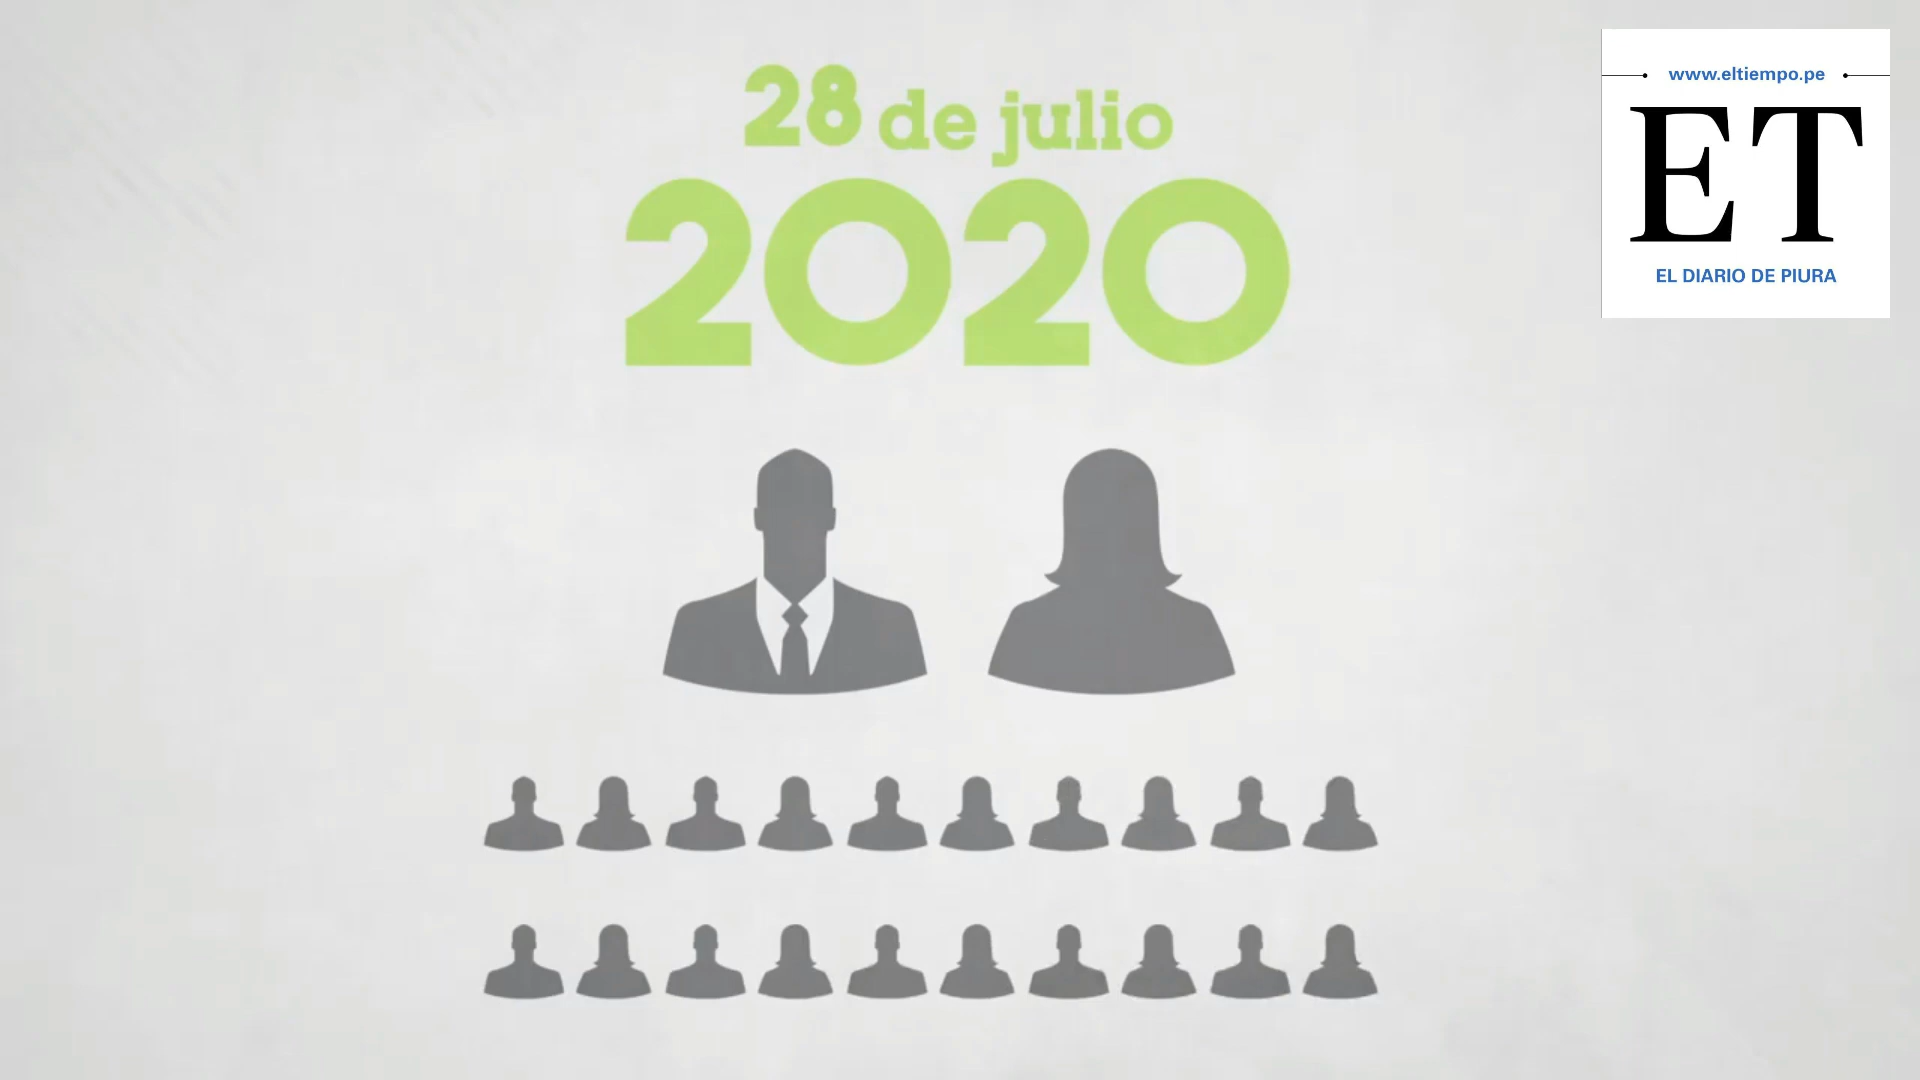 28 de julio
2020
www.eltiempo.pe
ET
EL DIARIO DE PIURA